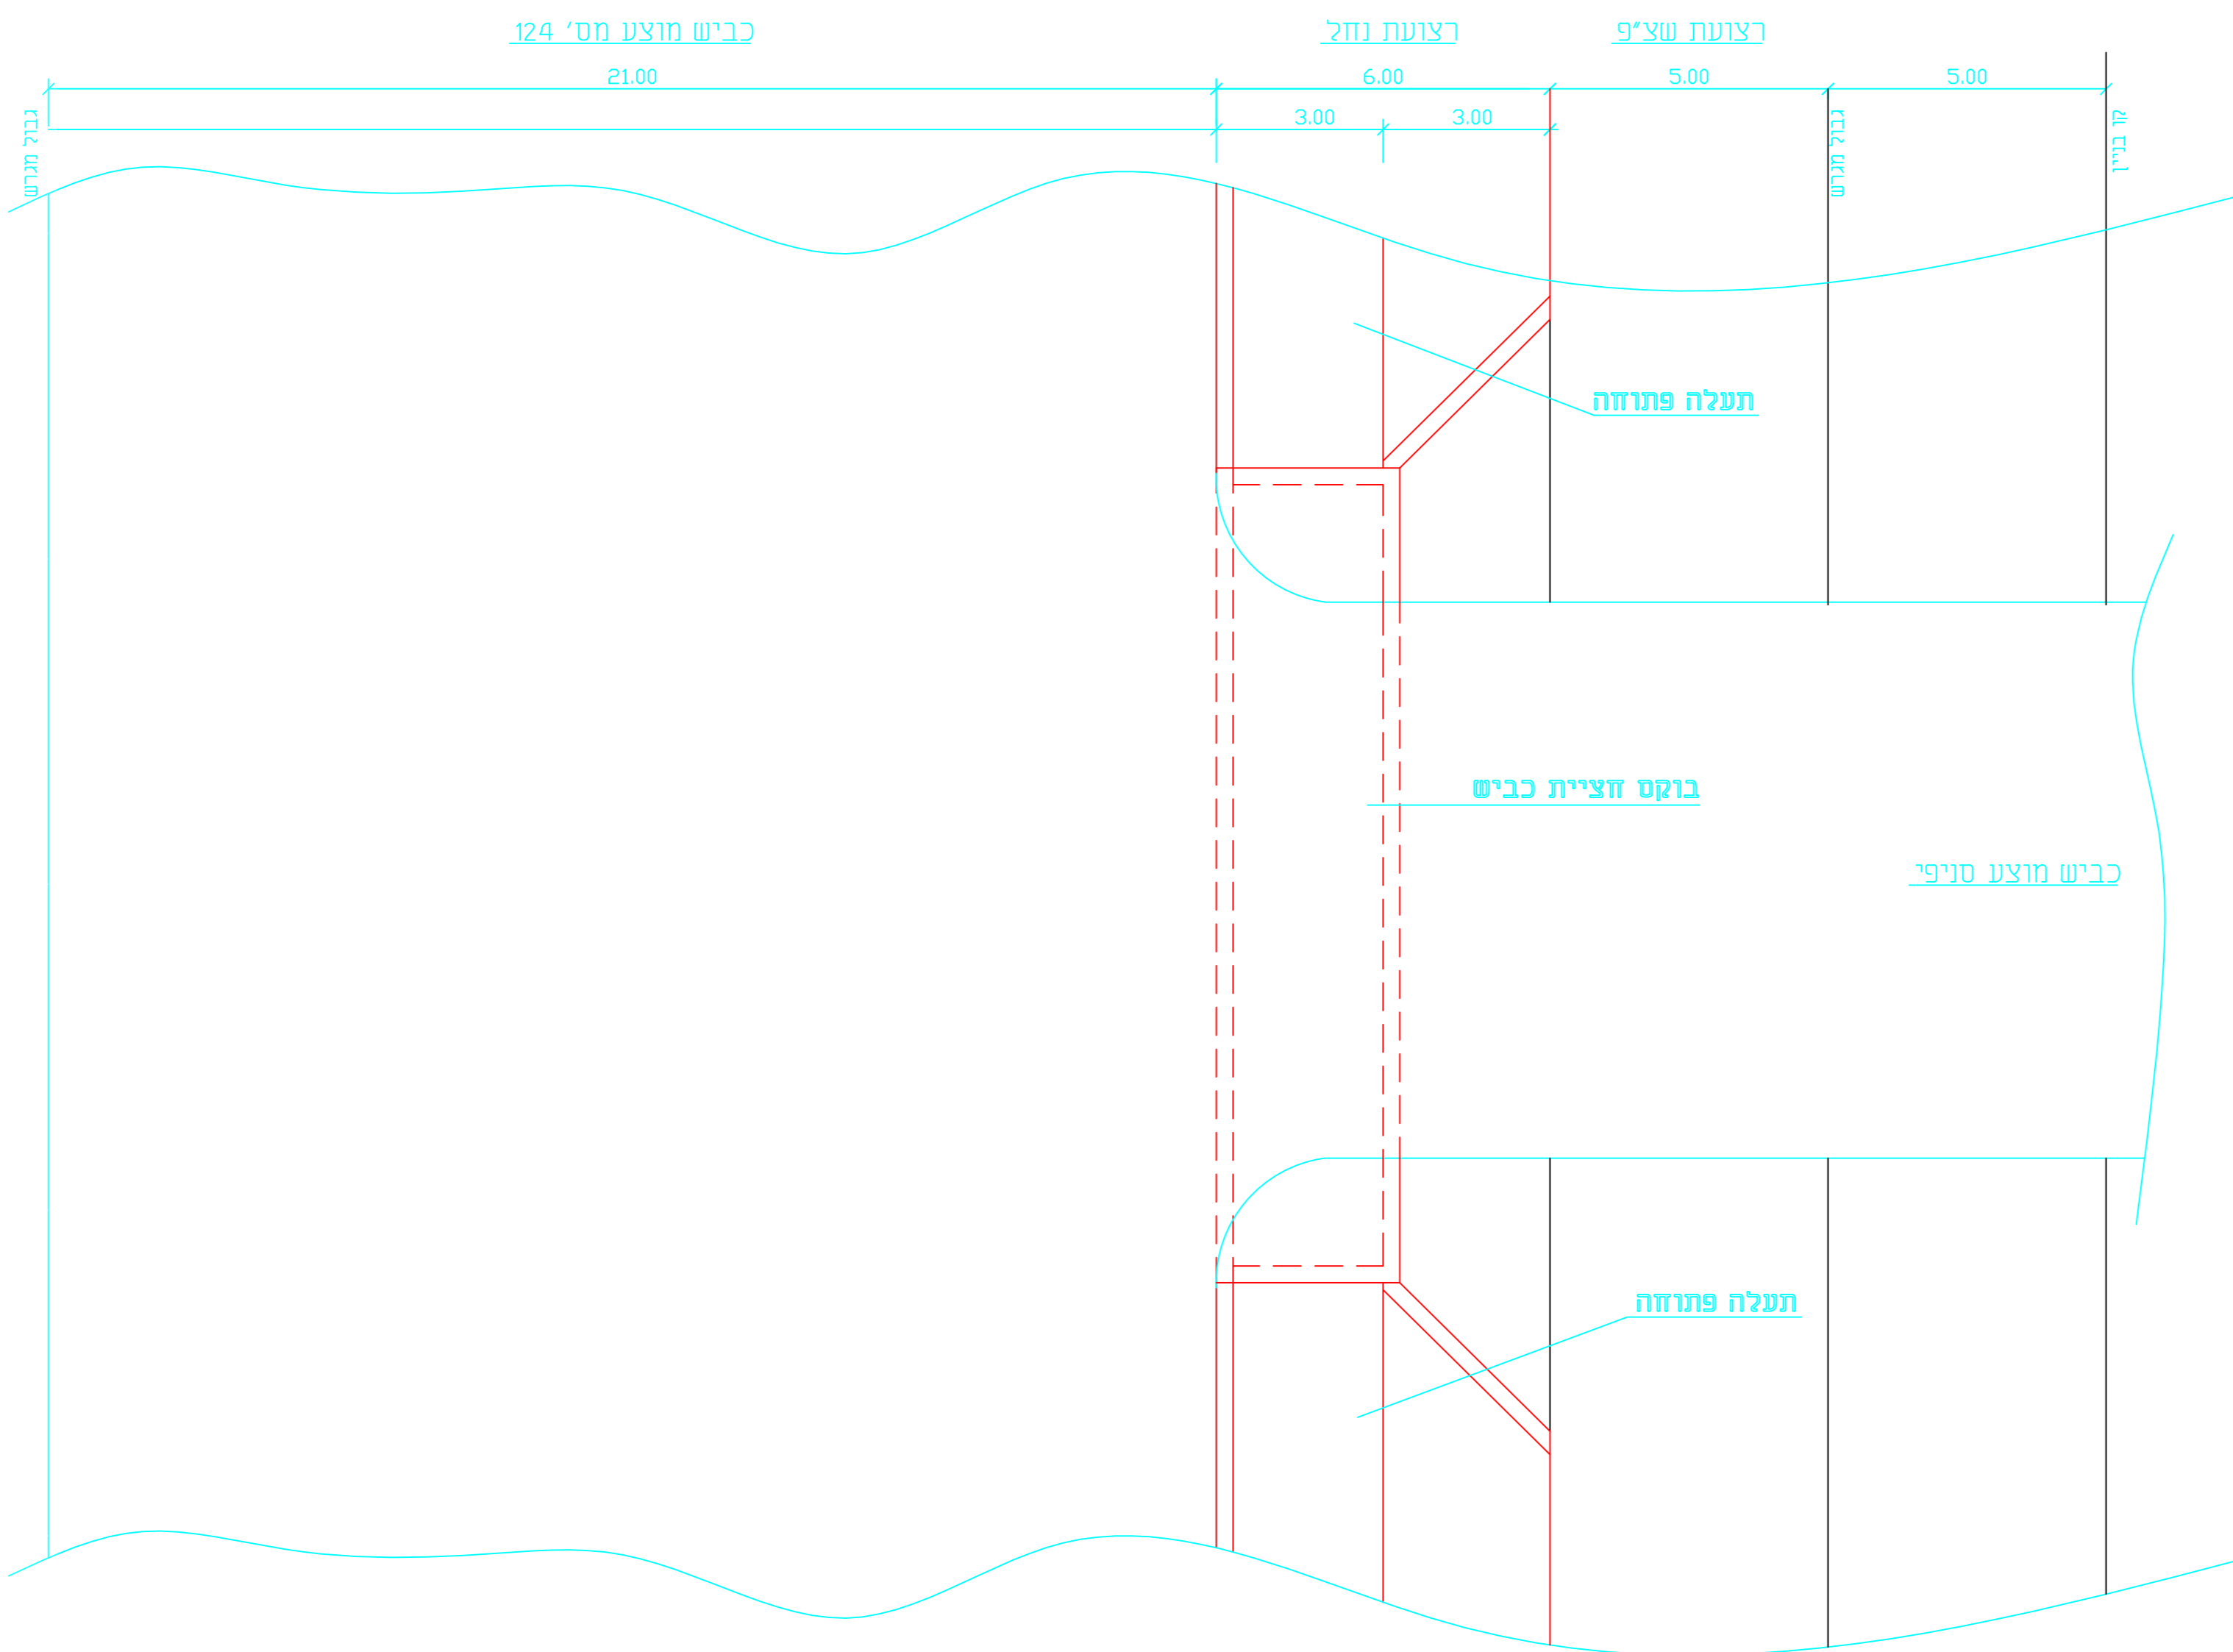 כביש מוצע מס' 124
רצועת נחל
רצועת שצ"פ
21.00
6.00
5.00
5.00
3.00
3.00
גבול מגרש
גבול מגרש
קו בניין
תעלה פתוחה
בוקס חציית כביש
כביש מוצע סניפי
תעלה פתוחה